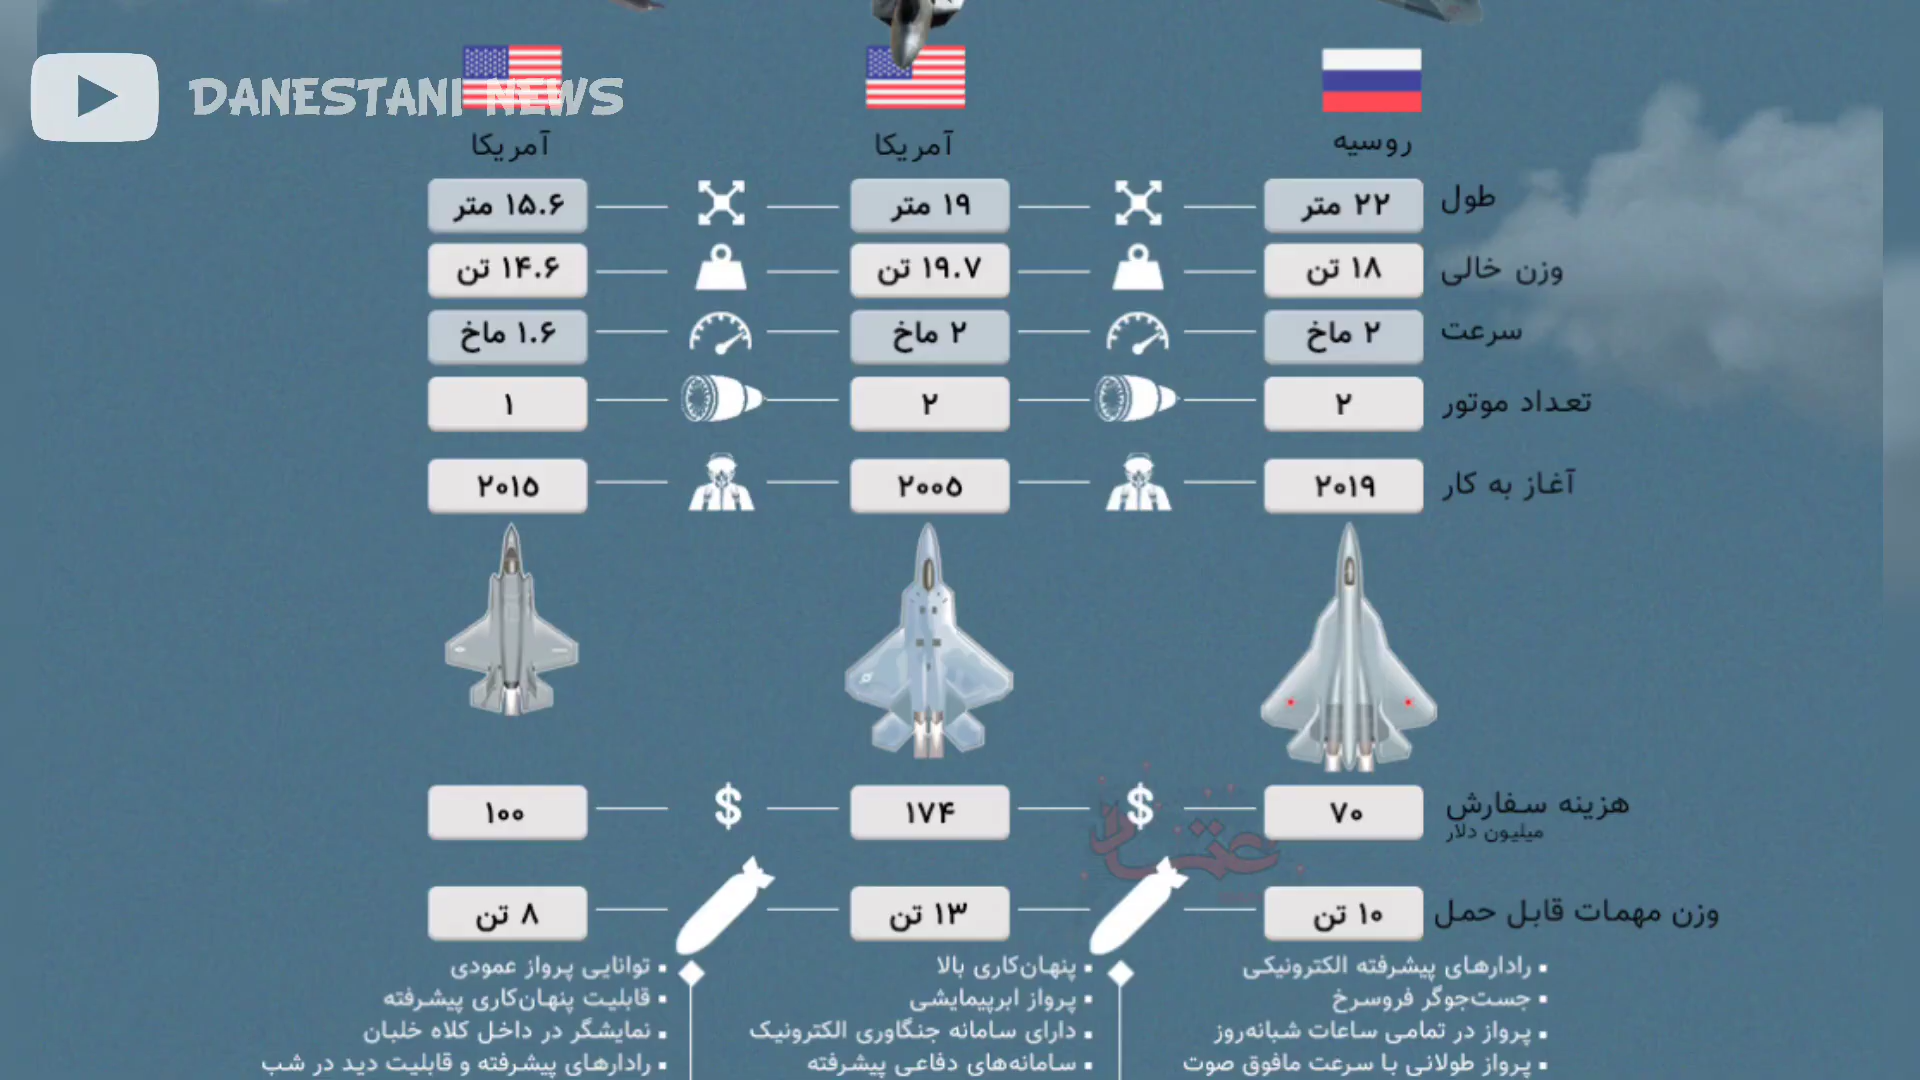 DANESTANI NEWS
روسیه
آمریکا
آمریکا
طول
۲۲ متر
۱۹ متر
۱۵.۶ متر
وزن خالی
۱۸ تن
۱۹.۷ تن
۱۴.۶ تن
سرعت
۲ ماخ
۲ ماخ
۱.۶ ماخ
تعداد موتور
۲
۲
۱
آغاز به کار
۲۰۱۹
۲۰۰۵
۲۰۱۵
هزینه سفارش
میلیون دلار
۷۰
۱۷۴
۱۰۰
وزن مهمات قابل حمل
۱۰ تن
۱۳ تن
۸ تن
▪ رادارهای پیشرفته الکترونیکی
▪ جست‌جوگر فروسرخ
▪ پرواز در تمامی ساعات شبانه‌روز
▪ پرواز طولانی با سرعت مافوق صوت
▪ پنهان‌کاری بالا
▪ پرواز ابرپیمایشی
▪ دارای سامانه جنگاوری الکترونیک
▪ سامانه‌های دفاعی پیشرفته
▪ توانایی پرواز عمودی
▪ قابلیت پنهان‌کاری پیشرفته
▪ نمایشگر در داخل کلاه خلبان
▪ رادارهای پیشرفته و قابلیت دید در شب